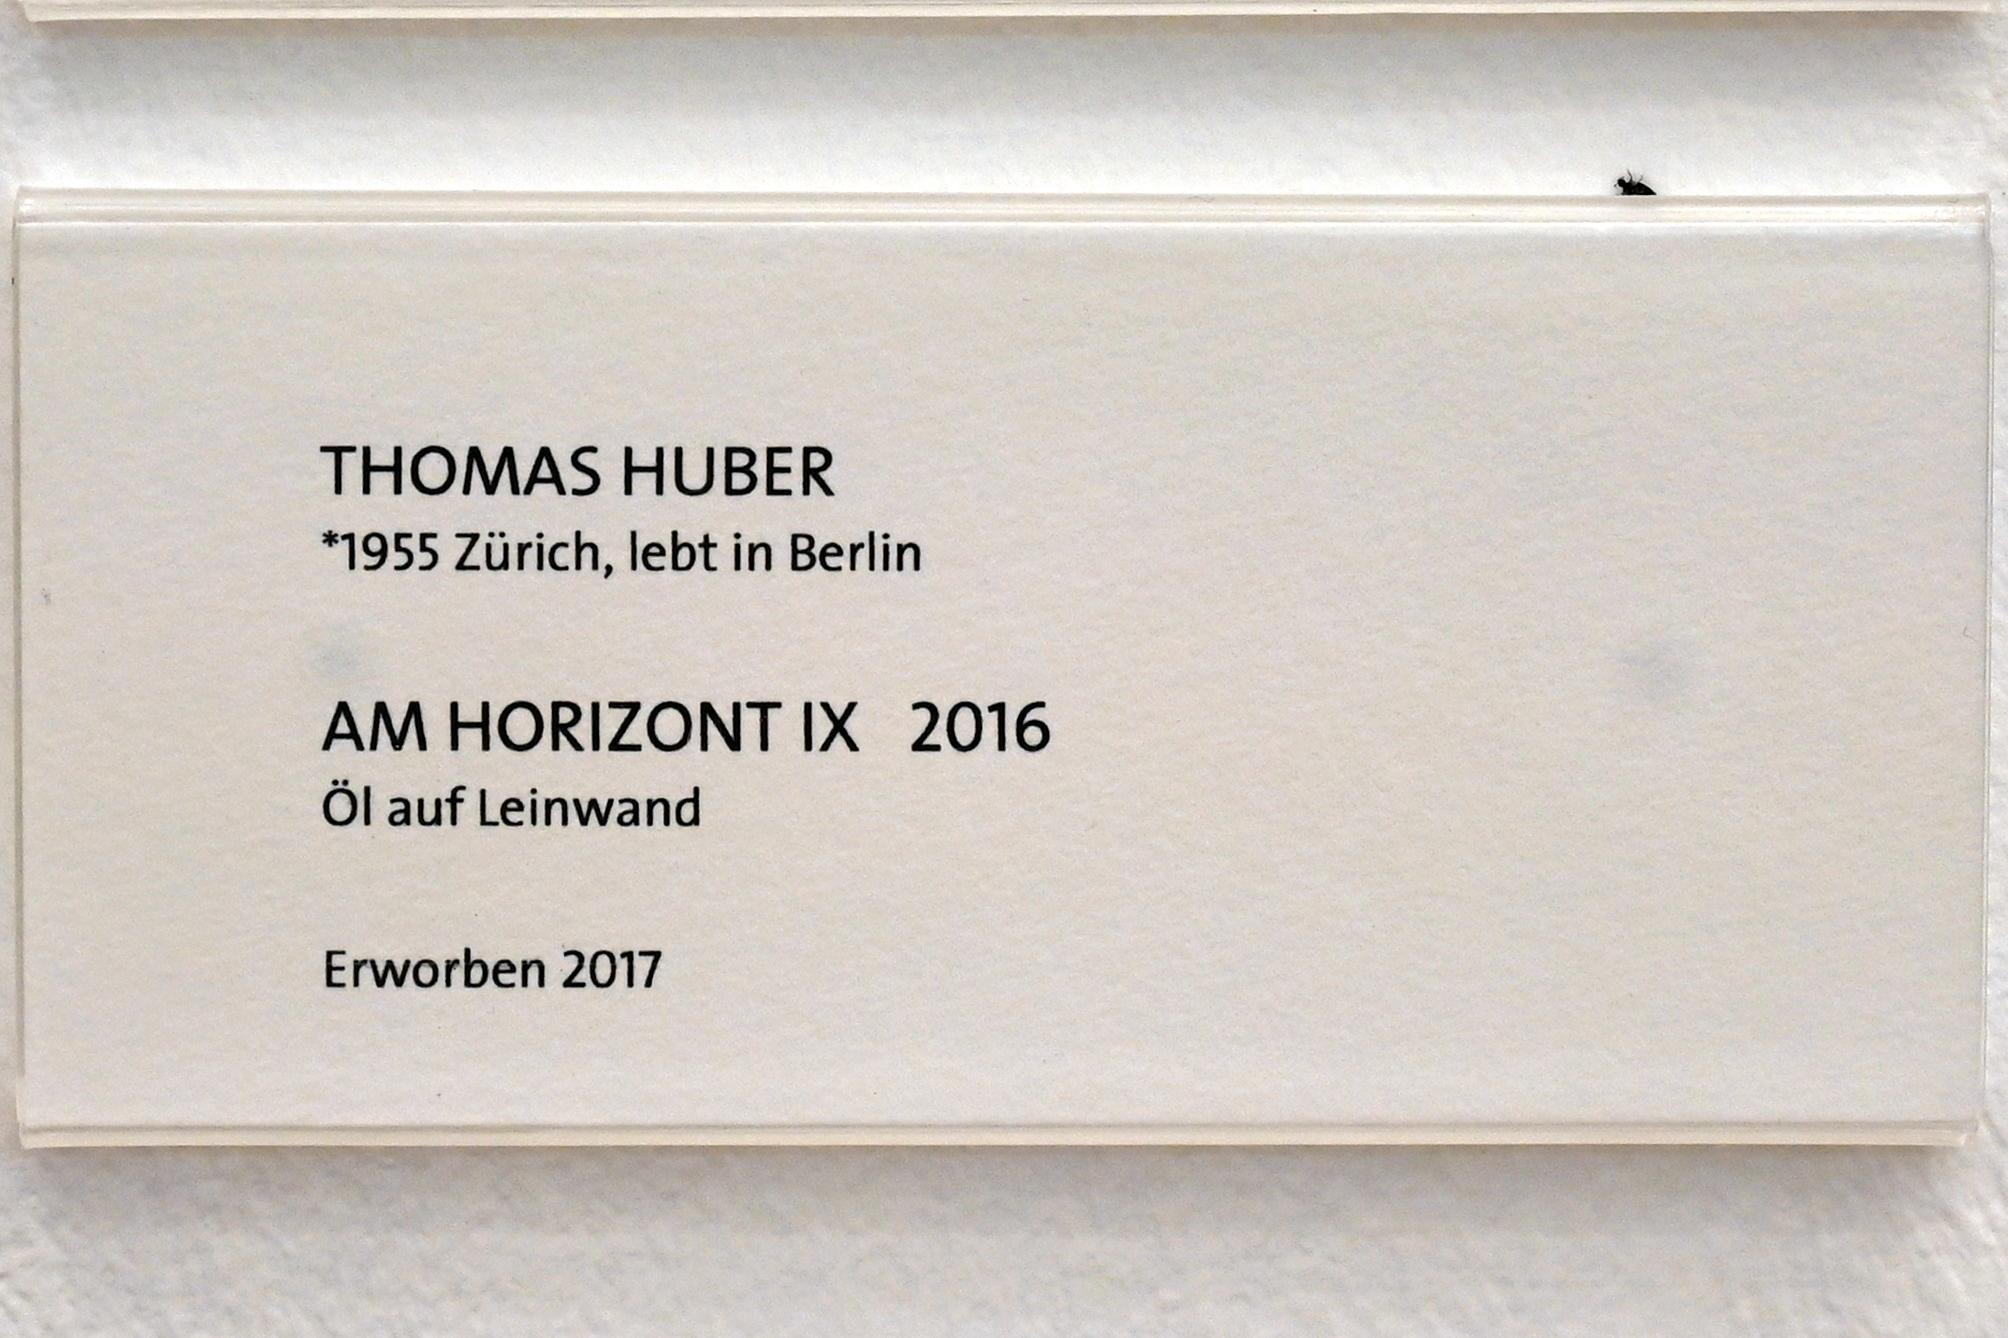 THOMAS HUBER
*1955 Zürich, lebt in Berlin
AM HORIZONT IX 2016
Öl auf Leinwand
Erworben 2017